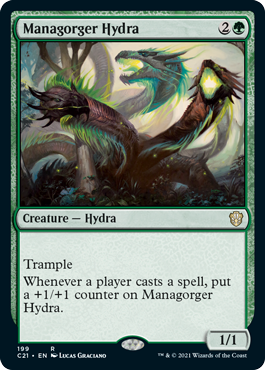 Managorger Hydra 2
Creature — Hydra
Trample
Whenever a player casts a spell, put
a +1/+1 counter on Managorger
Hydra.
1/1
199 R
C21 • EN Lucas Graciano
™ & © 2021 Wizards of the Coast